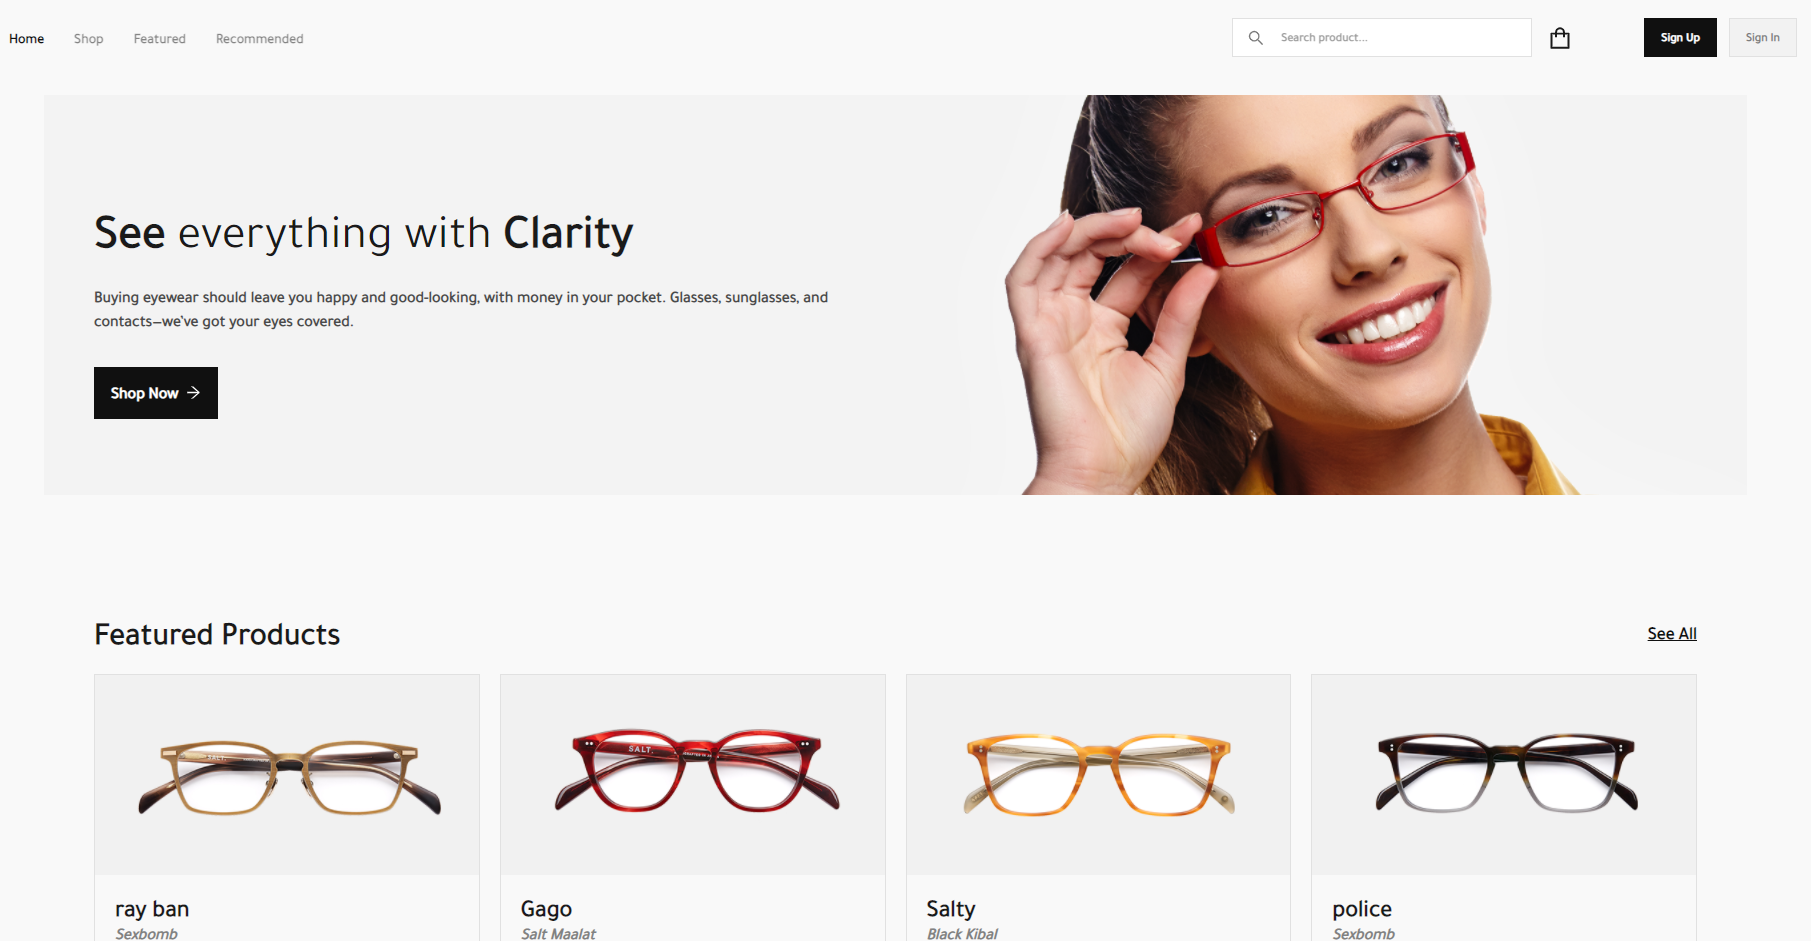 Home Shop Featured Recommended Search product... Sign Up Sign In
See everything with Clarity
Buying eyewear should leave you happy and good-looking, with money in your pocket. Glasses, sunglasses, and
contacts—we've got your eyes covered.
Shop Now
Featured Products See All
SALT. SALT.
ray ban Gago Salty police
Sexbomb Salt Maalat Black Kibal Sexbomb